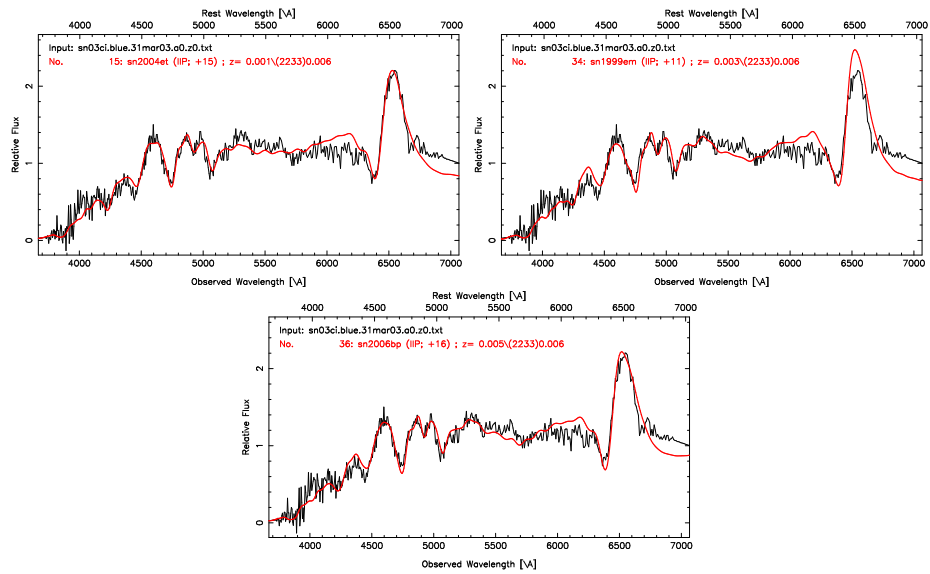 Rest Wavelength [\A]
4000 4500 5000 5500 6000 6500 7000
Input: sn03ci.blue.31mar03.a0.z0.txt
No. 15: sn2004et (IIP; +15) ; z= 0.001\(2233)0.006
Relative Flux
2
1
0
4000 4500 5000 5500 6000 6500 7000
Observed Wavelength [\A]
Rest Wavelength [\A]
4000 4500 5000 5500 6000 6500 7000
Input: sn03ci.blue.31mar03.a0.z0.txt
No. 34: sn1999em (IIP; +11) ; z= 0.003\(2233)0.006
Relative Flux
2
1
0
4000 4500 5000 5500 6000 6500 7000
Observed Wavelength [\A]
Rest Wavelength [\A]
4000 4500 5000 5500 6000 6500 7000
Input: sn03ci.blue.31mar03.a0.z0.txt
No. 36: sn2006bp (IIP; +16) ; z= 0.005\(2233)0.006
Relative Flux
2
1
0
4000 4500 5000 5500 6000 6500 7000
Observed Wavelength [\A]